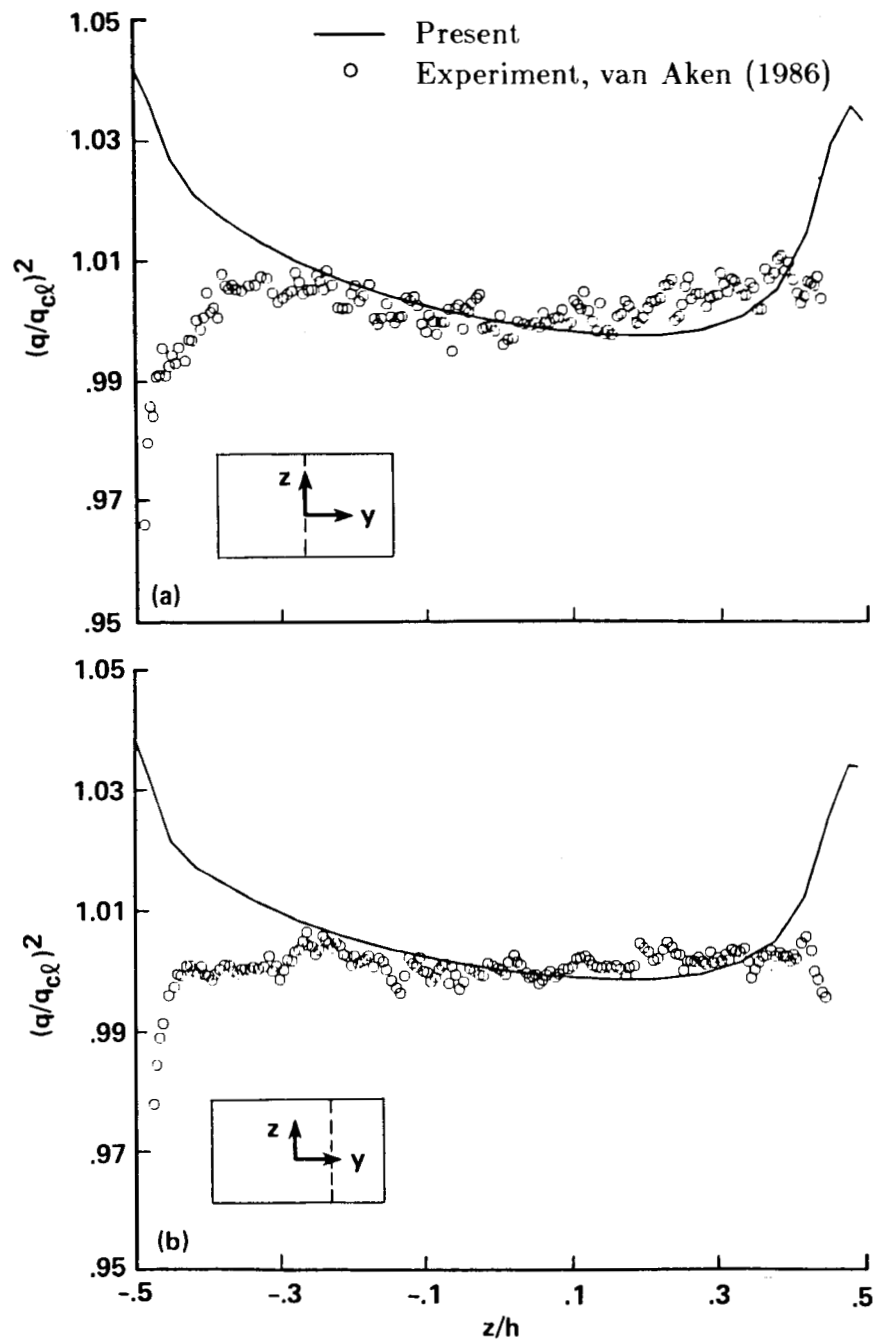 Present
Experiment, van Aken (1986)
1.05
1.03
1.01
.99
.97
.95
(q/q_cℓ)²
z
y
(a)
1.05
1.03
1.01
.99
.97
.95
(q/q_cℓ)²
z
y
(b)
-.5
-.3
-.1
.1
.3
.5
z/h